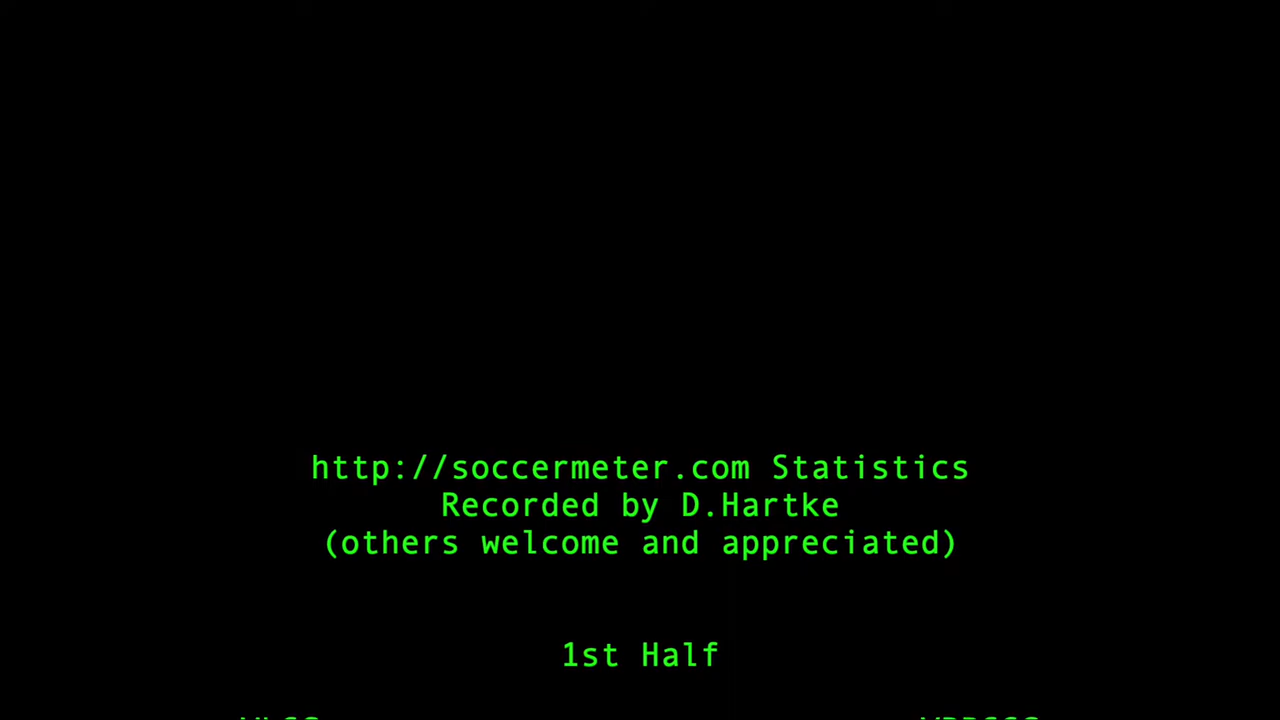 http://soccermeter.com Statistics
Recorded by D.Hartke
(others welcome and appreciated)
1st Half